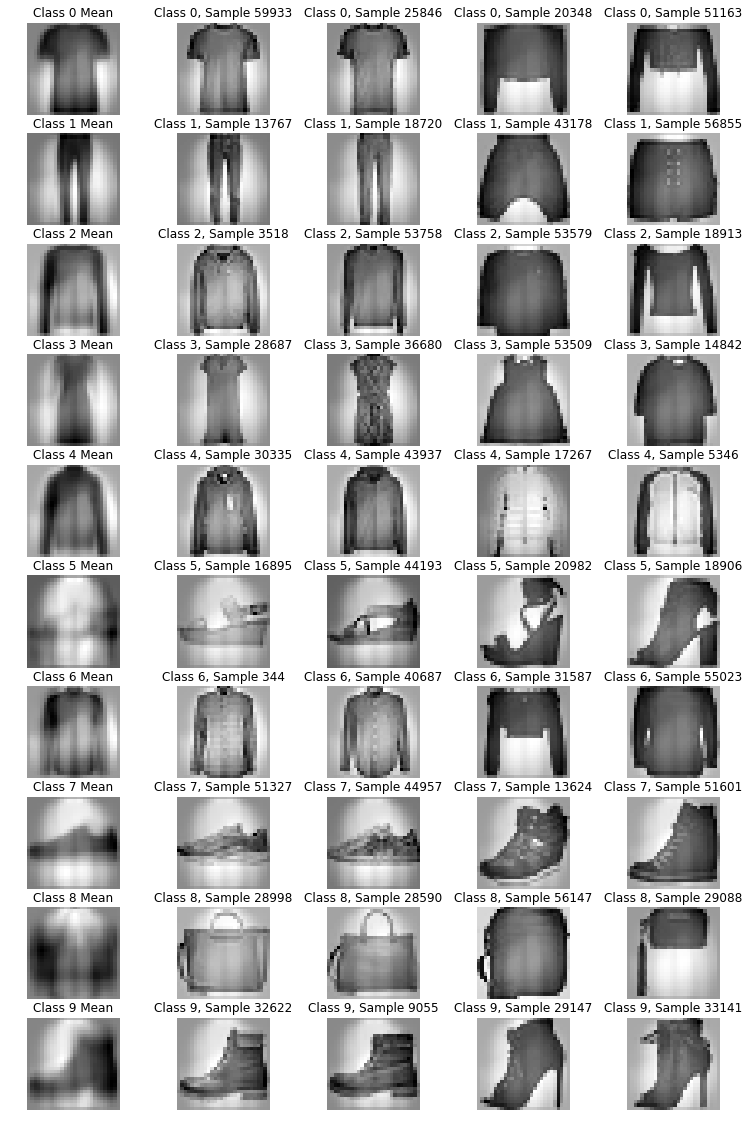 Class 0 Mean Class 0, Sample 59933 Class 0, Sample 25846 Class 0, Sample 20348 Class 0, Sample 51163
Class 1 Mean Class 1, Sample 13767 Class 1, Sample 18720 Class 1, Sample 43178 Class 1, Sample 56855
Class 2 Mean Class 2, Sample 3518 Class 2, Sample 53758 Class 2, Sample 53579 Class 2, Sample 18913
Class 3 Mean Class 3, Sample 28687 Class 3, Sample 36680 Class 3, Sample 53509 Class 3, Sample 14842
Class 4 Mean Class 4, Sample 30335 Class 4, Sample 43937 Class 4, Sample 17267 Class 4, Sample 5346
Class 5 Mean Class 5, Sample 16895 Class 5, Sample 44193 Class 5, Sample 20982 Class 5, Sample 18906
Class 6 Mean Class 6, Sample 344 Class 6, Sample 40687 Class 6, Sample 31587 Class 6, Sample 55023
Class 7 Mean Class 7, Sample 51327 Class 7, Sample 44957 Class 7, Sample 13624 Class 7, Sample 51601
Class 8 Mean Class 8, Sample 28998 Class 8, Sample 28590 Class 8, Sample 56147 Class 8, Sample 29088
Class 9 Mean Class 9, Sample 32622 Class 9, Sample 9055 Class 9, Sample 29147 Class 9, Sample 33141